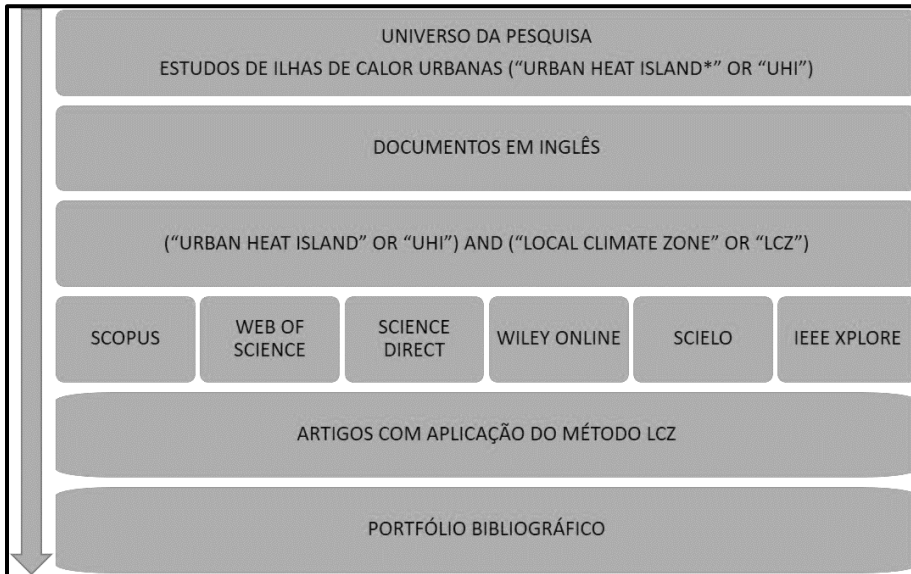 UNIVERSO DA PESQUISA
ESTUDOS DE ILHAS DE CALOR URBANAS (“URBAN HEAT ISLAND*” OR “UHI”)
DOCUMENTOS EM INGLÊS
(“URBAN HEAT ISLAND” OR “UHI”) AND (“LOCAL CLIMATE ZONE” OR “LCZ”)
SCOPUS
WEB OF
SCIENCE
SCIENCE
DIRECT
WILEY ONLINE
SCIELO
IEEE XPLORE
ARTIGOS COM APLICAÇÃO DO MÉTODO LCZ
PORTFÓLIO BIBLIOGRÁFICO